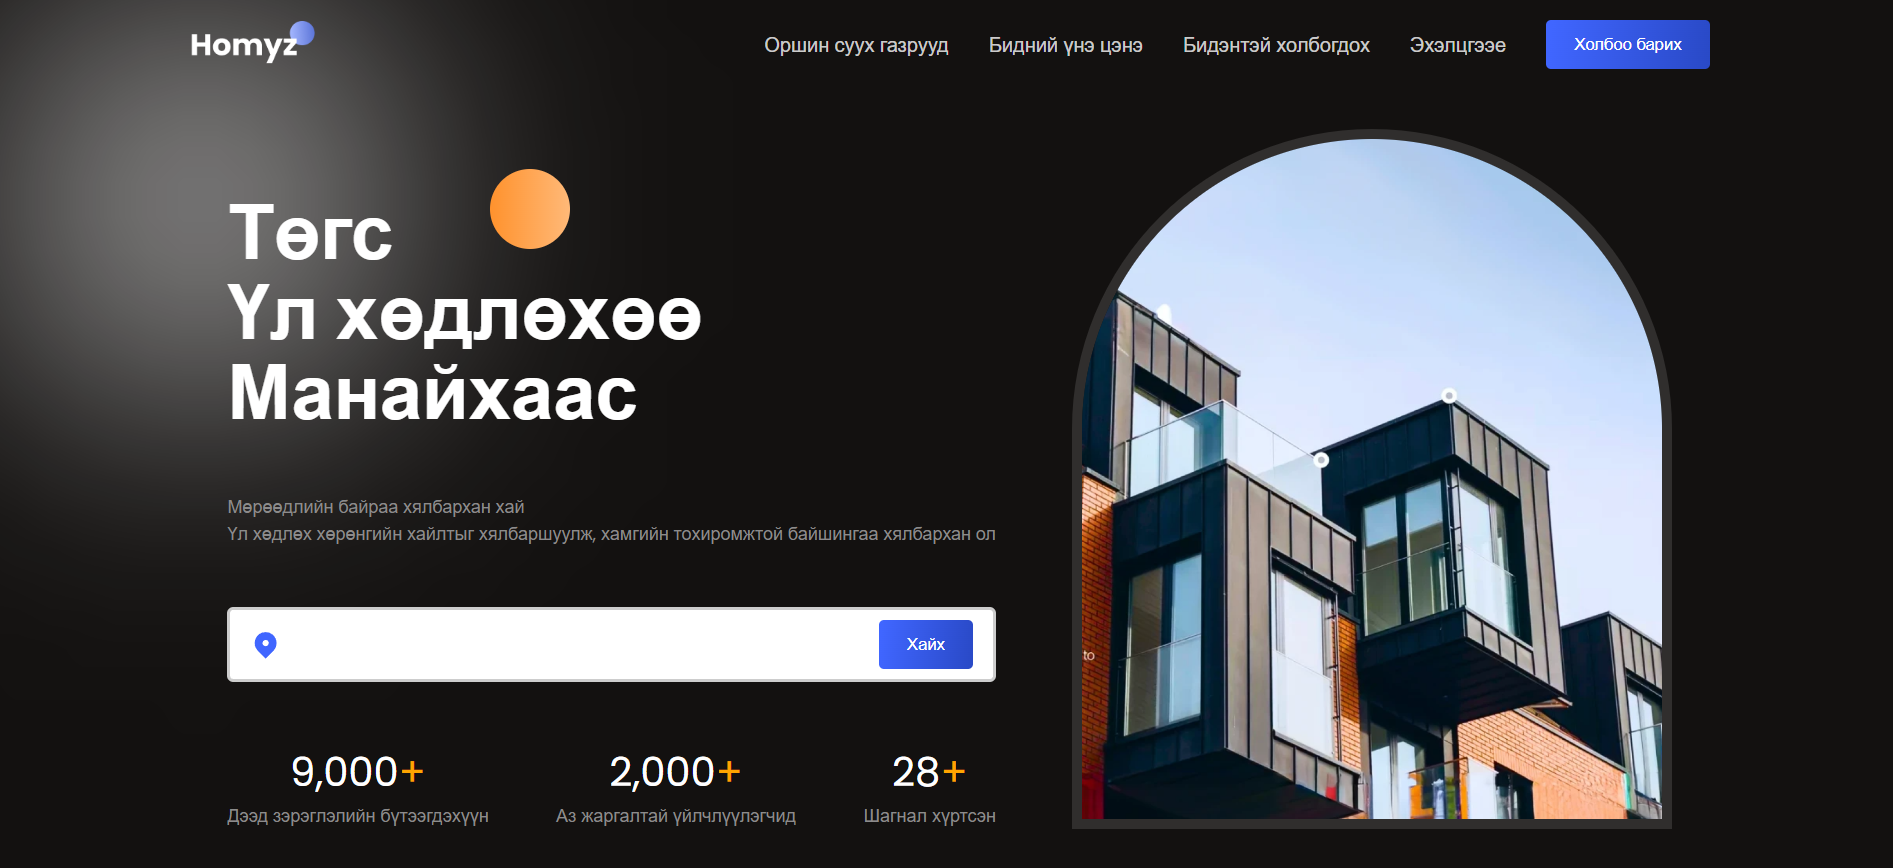 Homyz
Оршин суух газрууд
Бидний үнэ цэнэ
Бидэнтэй холбогдох
Эхэлцгээе
Холбоо барих
Төгс
Үл хөдлөхөө
Манайхаас
Мөрөөдлийн байраа хялбархан хай
Үл хөдлөх хөрөнгийн хайлтыг хялбаршуулж, хамгийн тохиромжтой байшингаа хялбархан ол
Хайх
9,000+
2,000+
28+
Дээд зэрэглэлийн бүтээгдэхүүн
Аз жаргалтай үйлчлүүлэгчид
Шагнал хүртсэн
to